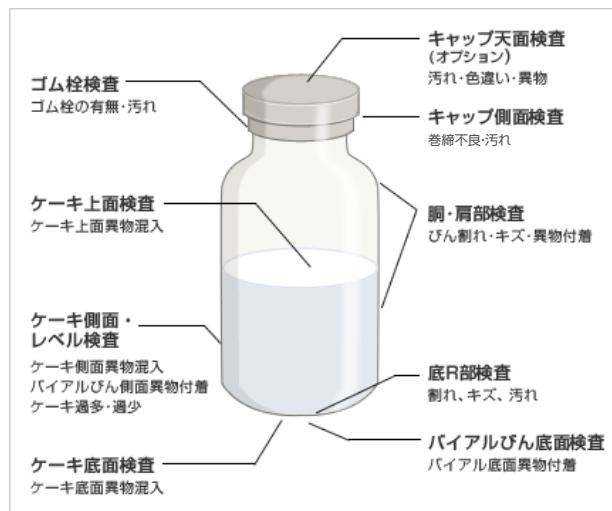 キャップ天面検査
(オプション)
汚れ・色違い・異物
ゴム栓検査
ゴム栓の有無・汚れ
キャップ側面検査
巻締不良・汚れ
ケーキ上面検査
ケーキ上面異物混入
胴・肩部検査
びん割れ・キズ・異物付着
ケーキ側面・
レベル検査
ケーキ側面異物混入
バイアルびん側面異物付着
ケーキ過多・過少
底R部検査
割れ、キズ、汚れ
バイアルびん底面検査
バイアル底面異物付着
ケーキ底面検査
ケーキ底面異物混入